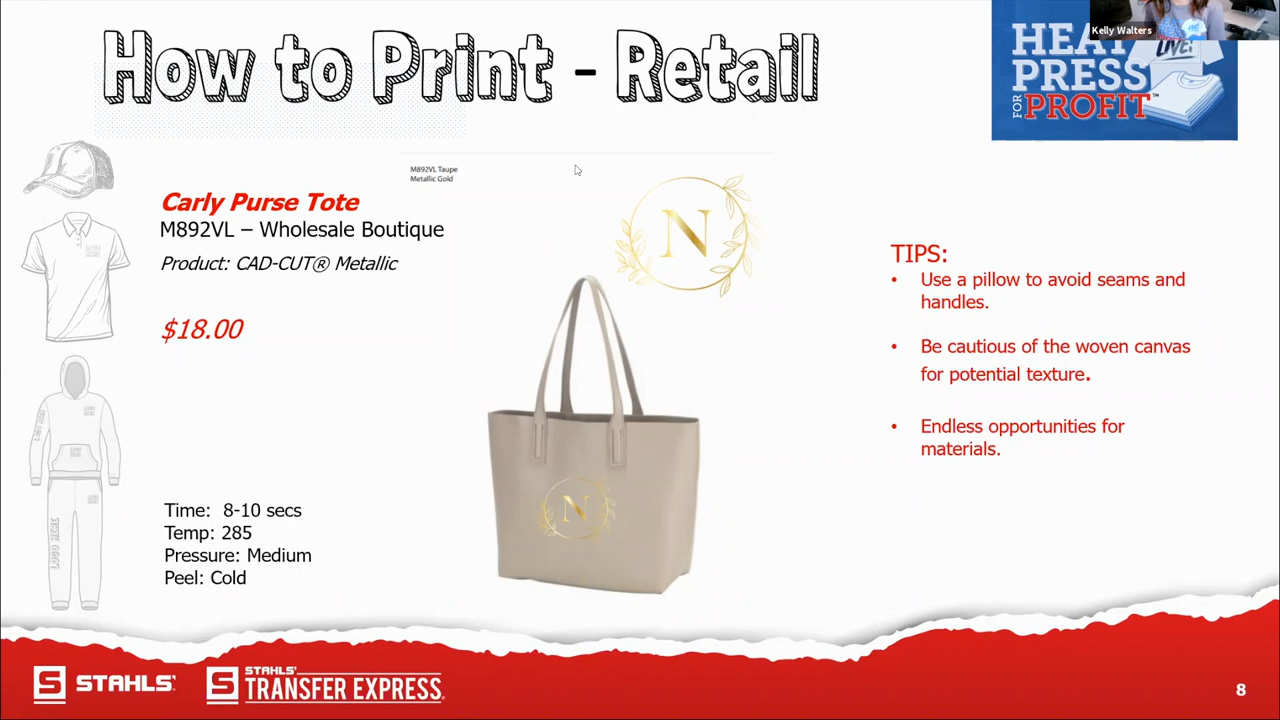 How to Print - Retail
Kelly Walters
HEAT
LIVE!
PRESS
FOR PROFIT™
M892VL Taupe
Metallic Gold
Carly Purse Tote
M892VL – Wholesale Boutique
Product: CAD-CUT® Metallic
$18.00
N
N
TIPS:
• Use a pillow to avoid seams and
handles.
• Be cautious of the woven canvas
for potential texture.
• Endless opportunities for
materials.
Time: 8-10 secs
Temp: 285
Pressure: Medium
Peel: Cold
LOGO HERE
S STAHLS'
S STAHLS'
TRANSFER EXPRESS.
8